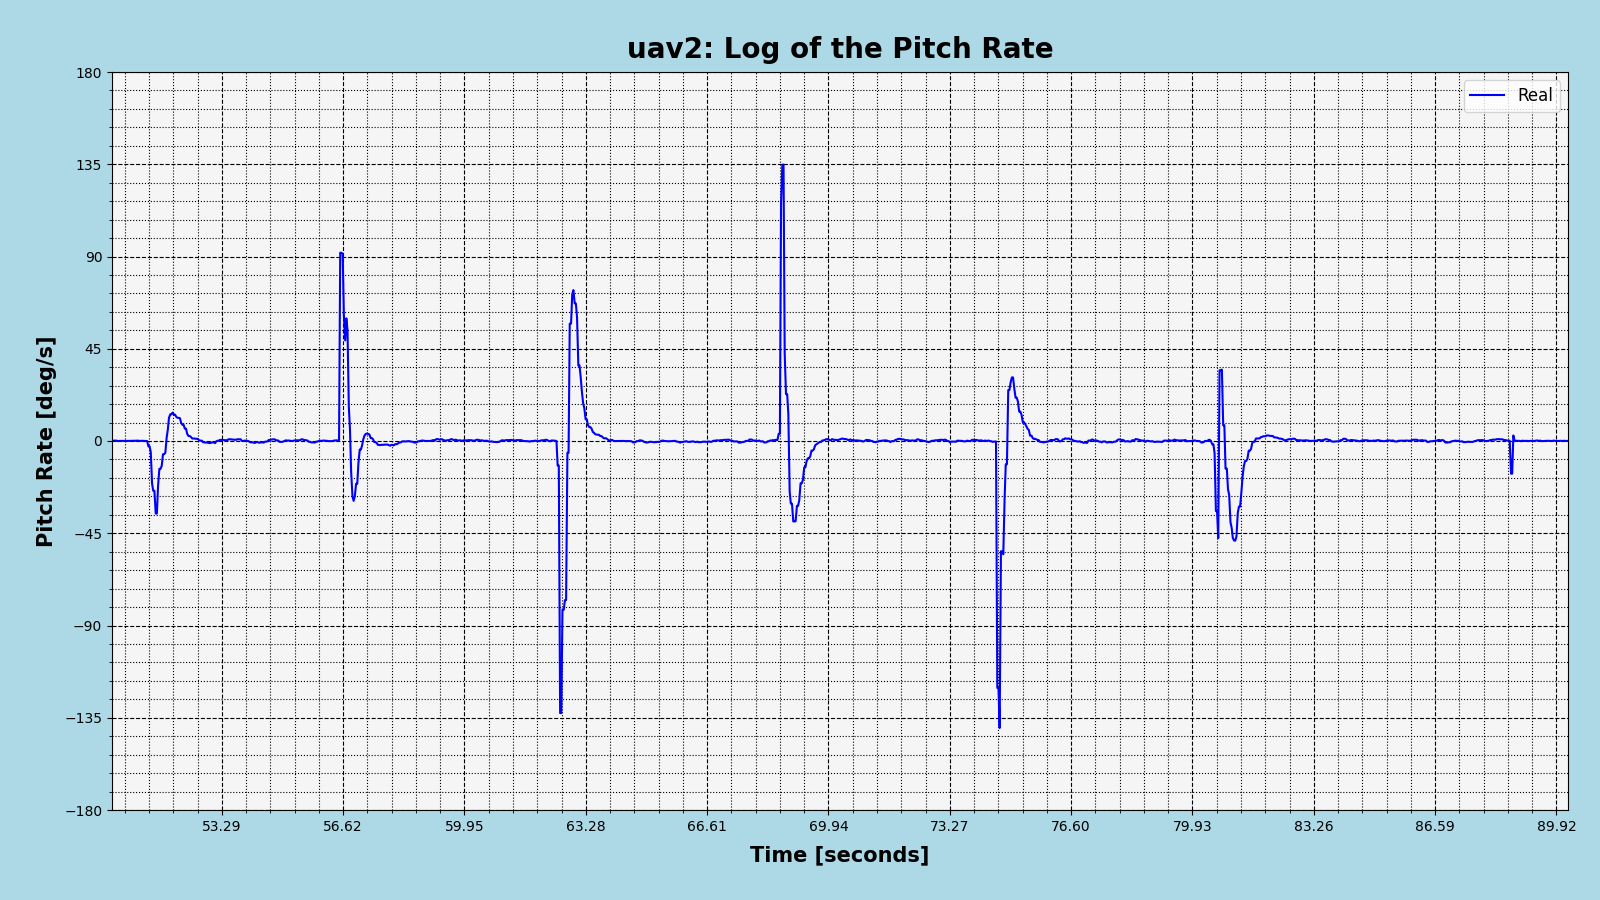 uav2: Log of the Pitch Rate
Real
Pitch Rate [deg/s]
180
135
90
45
0
−45
−90
−135
−180
53.29 56.62 59.95 63.28 66.61 69.94 73.27 76.60 79.93 83.26 86.59 89.92
Time [seconds]